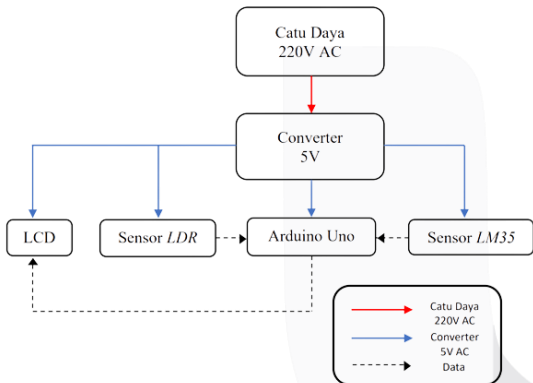 Catu Daya
220V AC
Converter
5V
LCD
Sensor LDR
Arduino Uno
Sensor LM35
Catu Daya
220V AC
Converter
5V AC
Data